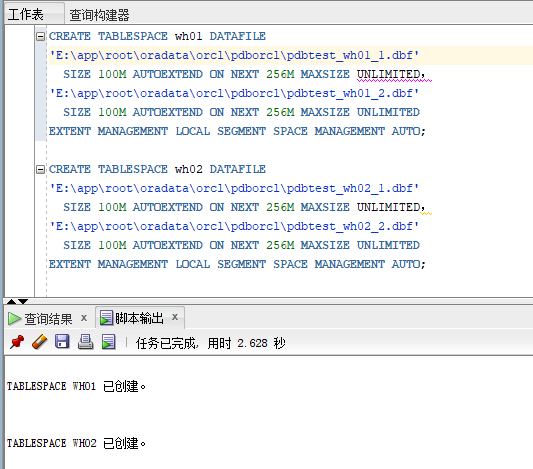 工作表 查询构建器
CREATE TABLESPACE wh01 DATAFILE
'E:\app\root\oradata\orcl\pdborcl\pdbtest_wh01_1.dbf'
SIZE 100M AUTOEXTEND ON NEXT 256M MAXSIZE UNLIMITED，
'E:\app\root\oradata\orcl\pdborcl\pdbtest_wh01_2.dbf'
SIZE 100M AUTOEXTEND ON NEXT 256M MAXSIZE UNLIMITED
EXTENT MANAGEMENT LOCAL SEGMENT SPACE MANAGEMENT AUTO;
CREATE TABLESPACE wh02 DATAFILE
'E:\app\root\oradata\orcl\pdborcl\pdbtest_wh02_1.dbf'
SIZE 100M AUTOEXTEND ON NEXT 256M MAXSIZE UNLIMITED，
'E:\app\root\oradata\orcl\pdborcl\pdbtest_wh02_2.dbf'
SIZE 100M AUTOEXTEND ON NEXT 256M MAXSIZE UNLIMITED
EXTENT MANAGEMENT LOCAL SEGMENT SPACE MANAGEMENT AUTO;
查询结果 x 脚本输出 x
任务已完成, 用时 2.628 秒
TABLESPACE WH01 已创建。
TABLESPACE WH02 已创建。